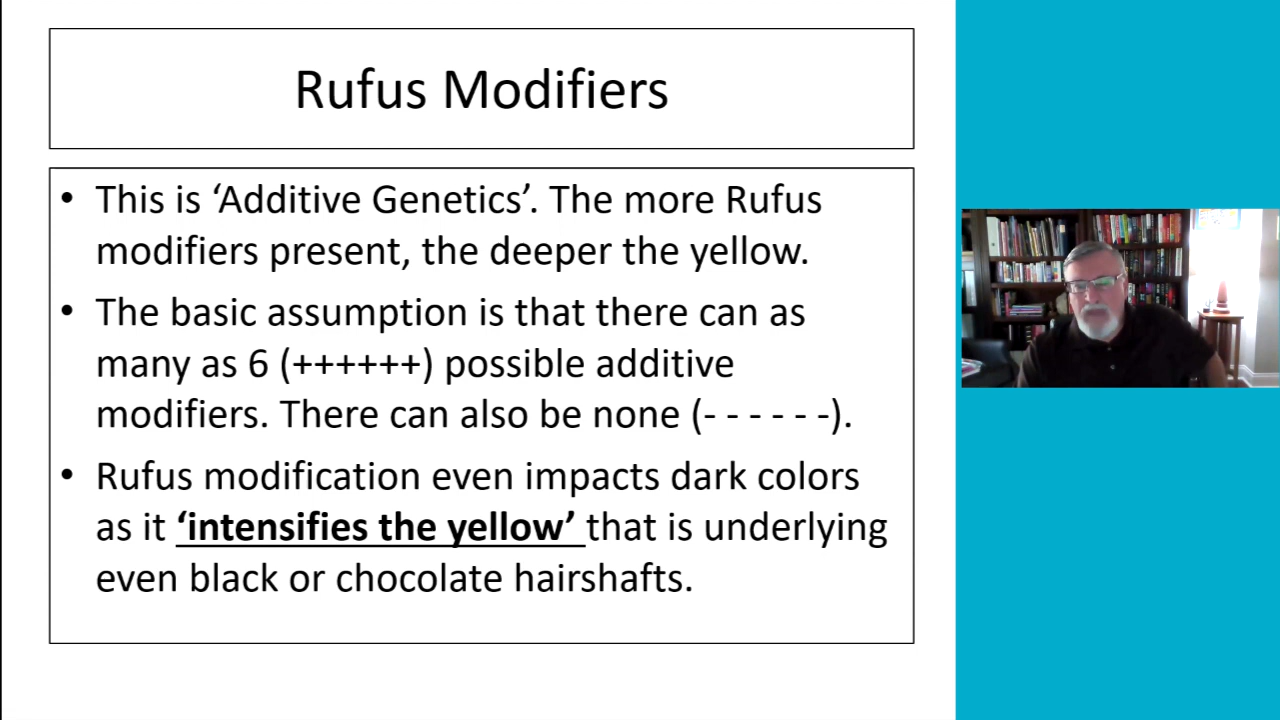 Rufus Modifiers
• This is ‘Additive Genetics’. The more Rufus
modifiers present, the deeper the yellow.
• The basic assumption is that there can as
many as 6 (++++++) possible additive
modifiers. There can also be none (- - - - - -).
• Rufus modification even impacts dark colors
as it ‘intensifies the yellow’ that is underlying
even black or chocolate hairshafts.